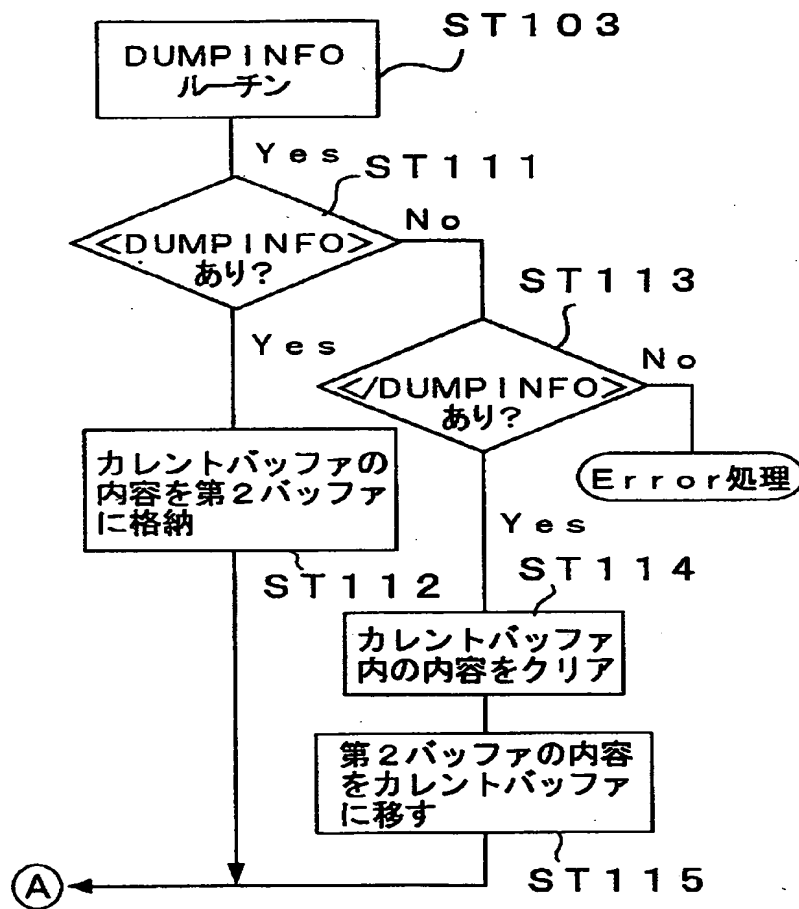 ST103
DUMPINFO
ルーチン
Yes
ST111
<DUMPINFO>
あり?
No
ST113
Yes
</DUMPINFO>
あり?
No
カレントバッファの
内容を第2バッファ
に格納
Error処理
Yes
ST112
ST114
カレントバッファ
内の内容をクリア
第2バッファの内容
をカレントバッファ
に移す
A
ST115